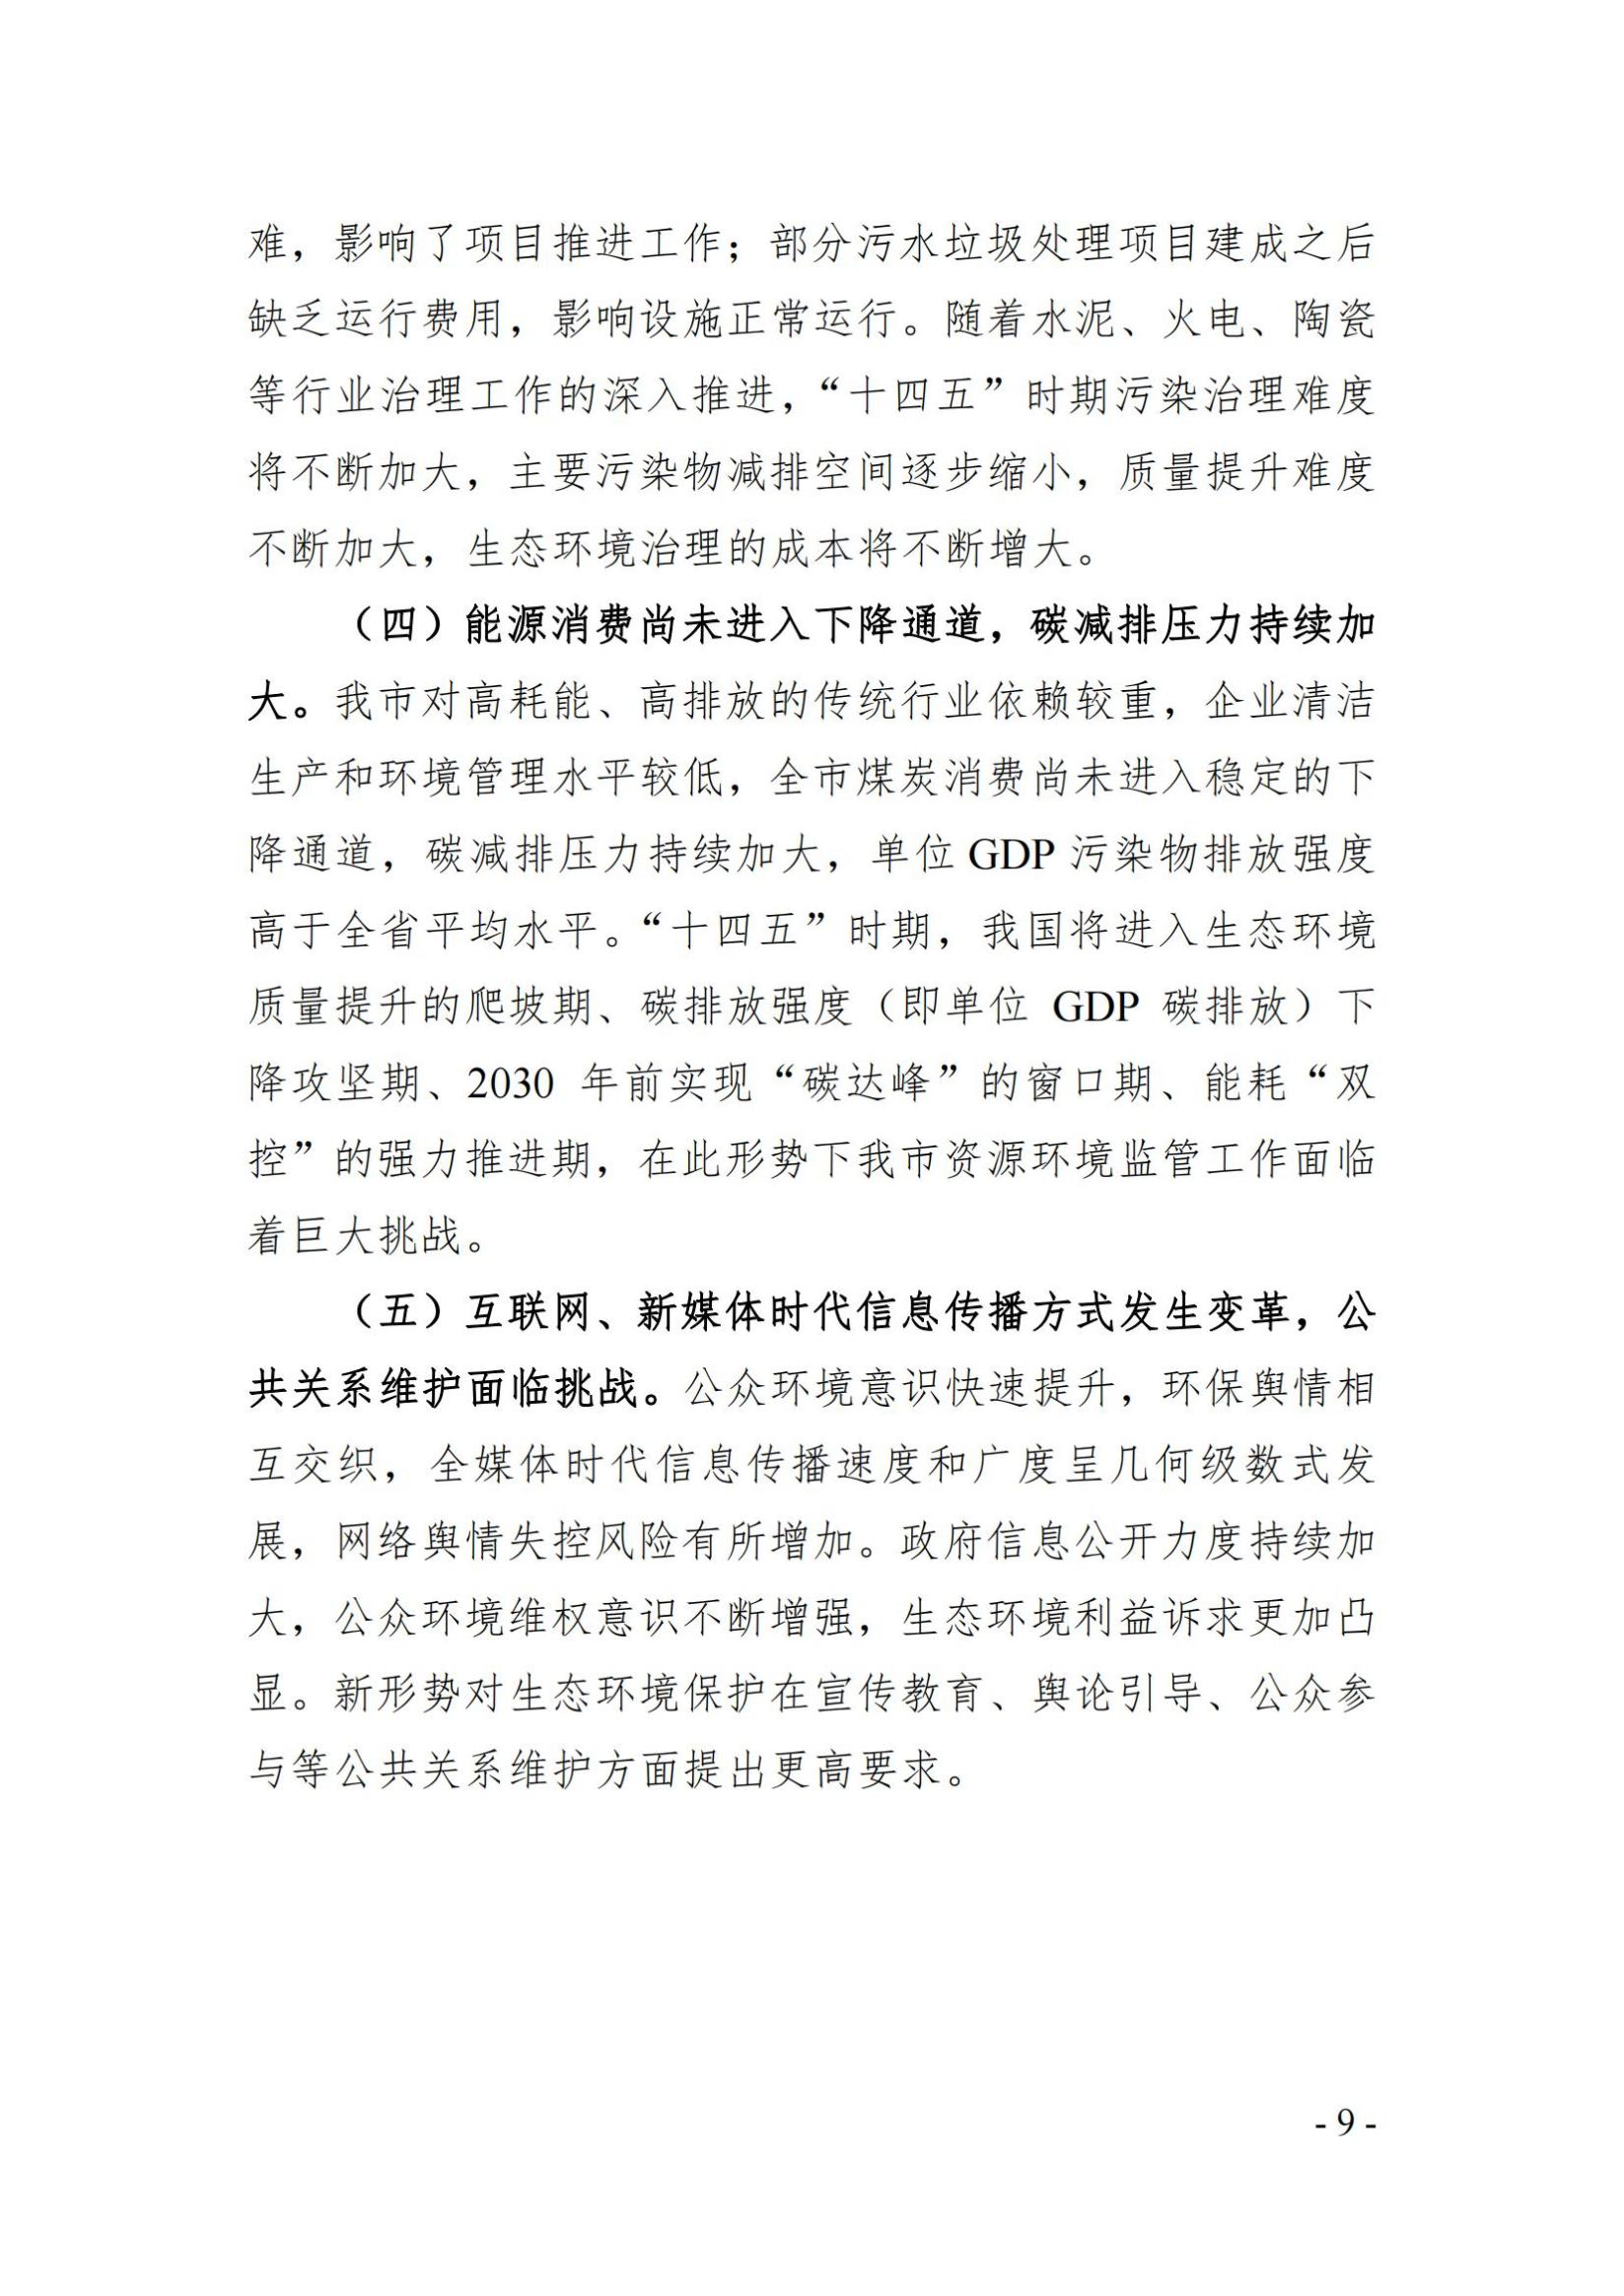 难，影响了项目推进工作；部分污水垃圾处理项目建成之后
缺乏运行费用，影响设施正常运行。随着水泥、火电、陶瓷
等行业治理工作的深入推进，“十四五”时期污染治理难度
将不断加大，主要污染物减排空间逐步缩小，质量提升难度
不断加大，生态环境治理的成本将不断增大。
（四）能源消费尚未进入下降通道，碳减排压力持续加
大。我市对高耗能、高排放的传统行业依赖较重，企业清洁
生产和环境管理水平较低，全市煤炭消费尚未进入稳定的下
降通道，碳减排压力持续加大，单位 GDP 污染物排放强度
高于全省平均水平。“十四五”时期，我国将进入生态环境
质量提升的爬坡期、碳排放强度（即单位 GDP 碳排放）下
降攻坚期、2030 年前实现“碳达峰”的窗口期、能耗“双
控”的强力推进期，在此形势下我市资源环境监管工作面临
着巨大挑战。
（五）互联网、新媒体时代信息传播方式发生变革，公
共关系维护面临挑战。公众环境意识快速提升，环保舆情相
互交织，全媒体时代信息传播速度和广度呈几何级数式发
展，网络舆情失控风险有所增加。政府信息公开力度持续加
大，公众环境维权意识不断增强，生态环境利益诉求更加凸
显。新形势对生态环境保护在宣传教育、舆论引导、公众参
与等公共关系维护方面提出更高要求。
- 9 -